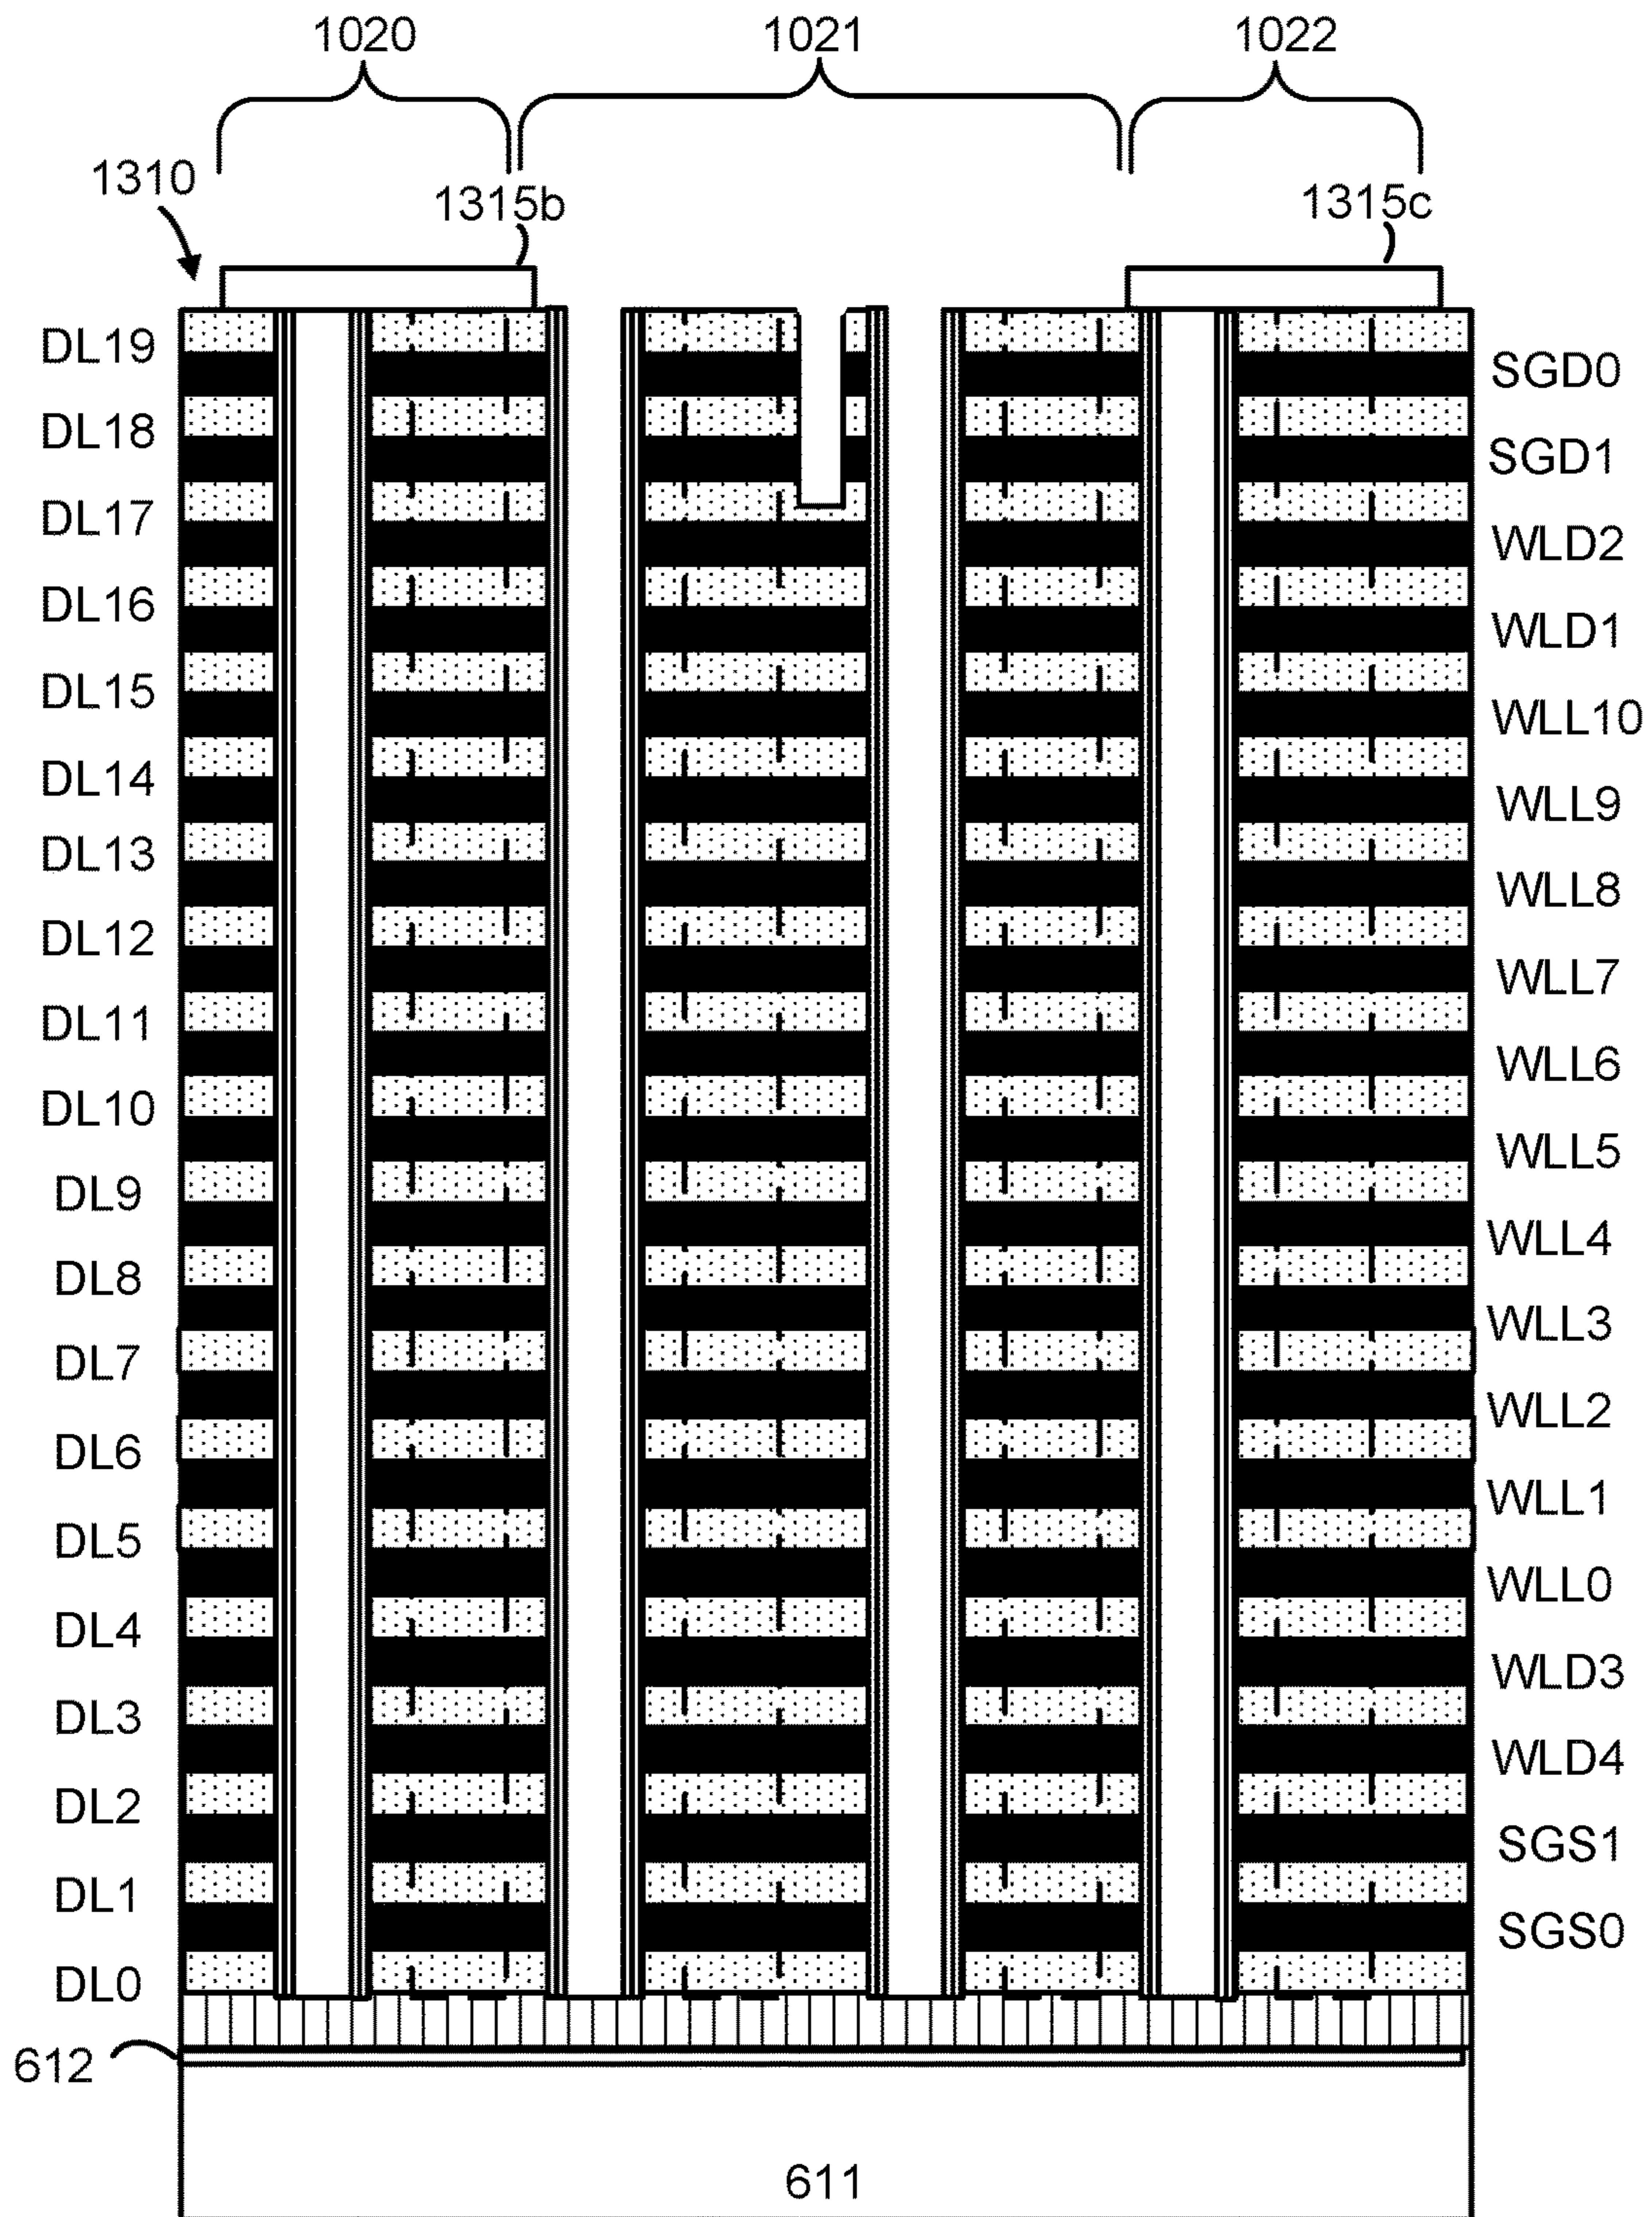 1020 1021 1022
1310 1315b 1315c
DL19
SGD0
DL18
SGD1
DL17
WLD2
DL16
WLD1
DL15
WLL10
DL14
WLL9
DL13
WLL8
DL12
WLL7
DL11
WLL6
DL10
WLL5
DL9
WLL4
DL8
WLL3
DL7
WLL2
DL6
WLL1
DL5
WLL0
DL4
WLD3
DL3
WLD4
DL2
SGS1
DL1
SGS0
DL0
612
611